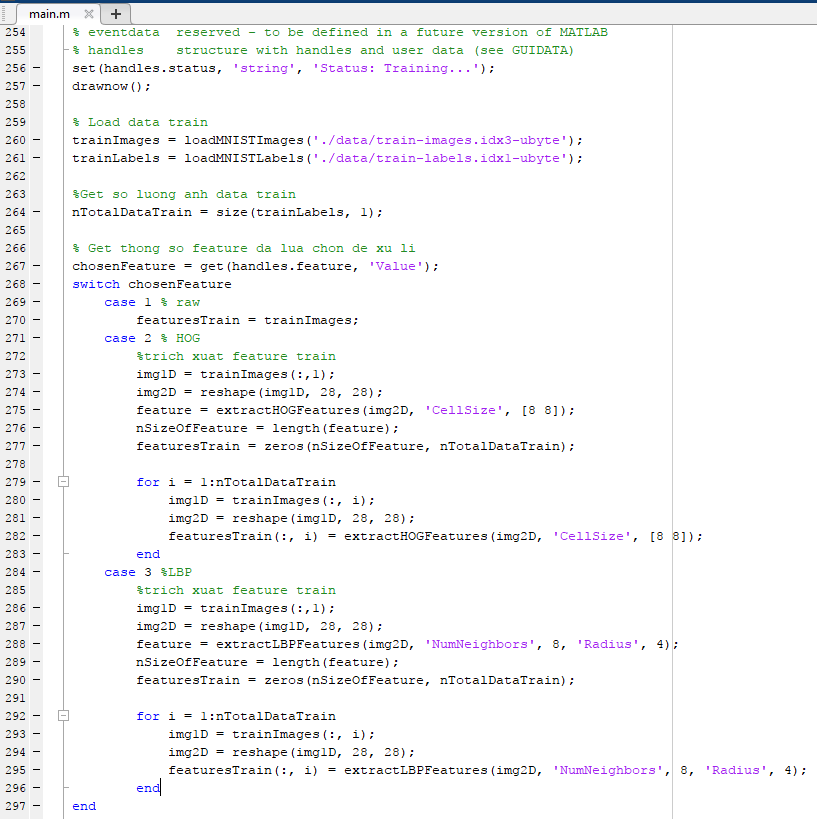 main.m
254 % eventdata  reserved - to be defined in a future version of MATLAB
255 % handles    structure with handles and user data (see GUIDATA)
256 set(handles.status, 'string', 'Status: Training...');
257 drawnow();
258
259 % Load data train
260 trainImages = loadMNISTImages('./data/train-images.idx3-ubyte');
261 trainLabels = loadMNISTLabels('./data/train-labels.idx1-ubyte');
262
263 %Get so luong anh data train
264 nTotalDataTrain = size(trainLabels, 1);
265
266 % Get thong so feature da lua chon de xu li
267 chosenFeature = get(handles.feature, 'Value');
268 switch chosenFeature
269     case 1 % raw
270         featuresTrain = trainImages;
271     case 2 % HOG
272         %trich xuat feature train
273         img1D = trainImages(:,1);
274         img2D = reshape(img1D, 28, 28);
275         feature = extractHOGFeatures(img2D, 'CellSize', [8 8]);
276         nSizeOfFeature = length(feature);
277         featuresTrain = zeros(nSizeOfFeature, nTotalDataTrain);
278
279         for i = 1:nTotalDataTrain
280             img1D = trainImages(:, i);
281             img2D = reshape(img1D, 28, 28);
282             featuresTrain(:, i) = extractHOGFeatures(img2D, 'CellSize', [8 8]);
283         end
284     case 3 %LBP
285         %trich xuat feature train
286         img1D = trainImages(:,1);
287         img2D = reshape(img1D, 28, 28);
288         feature = extractLBPFeatures(img2D, 'NumNeighbors', 8, 'Radius', 4);
289         nSizeOfFeature = length(feature);
290         featuresTrain = zeros(nSizeOfFeature, nTotalDataTrain);
291
292         for i = 1:nTotalDataTrain
293             img1D = trainImages(:, i);
294             img2D = reshape(img1D, 28, 28);
295             featuresTrain(:, i) = extractLBPFeatures(img2D, 'NumNeighbors', 8, 'Radius', 4);
296         end
297 end